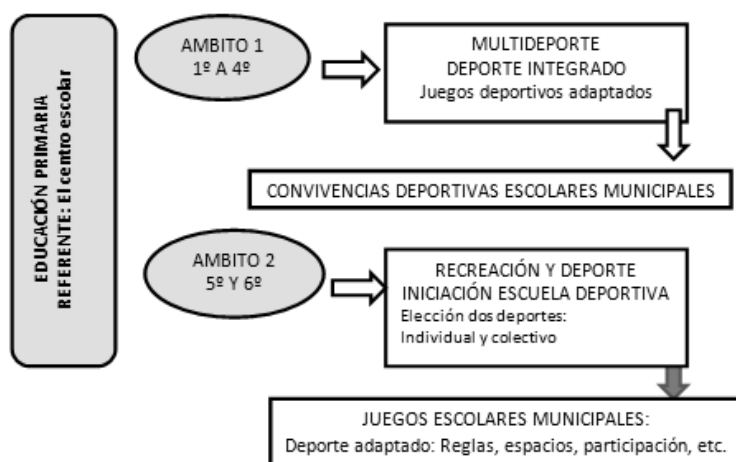 EDUCACIÓN PRIMARIA
REFERENTE: El centro escolar
AMBITO 1
1º A 4º
MULTIDEPORTE
DEPORTE INTEGRADO
Juegos deportivos adaptados
CONVIVENCIAS DEPORTIVAS ESCOLARES MUNICIPALES
AMBITO 2
5º Y 6º
RECREACIÓN Y DEPORTE
INICIACIÓN ESCUELA DEPORTIVA
Elección dos deportes:
Individual y colectivo
JUEGOS ESCOLARES MUNICIPALES:
Deporte adaptado: Reglas, espacios, participación, etc.